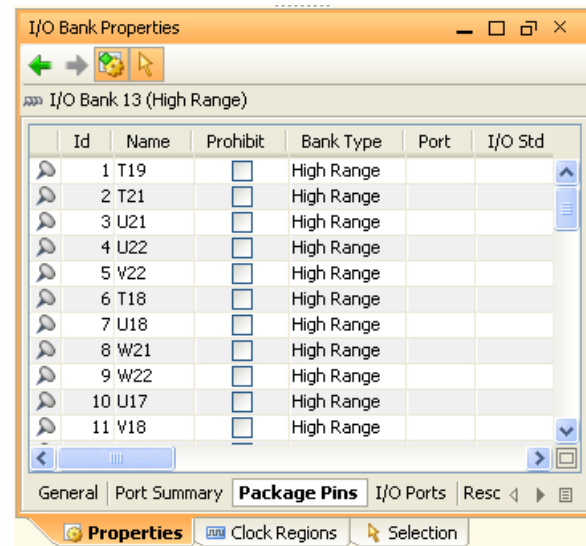 I/O Bank Properties
I/O Bank 13 (High Range)
Id Name Prohibit Bank Type Port I/O Std
1 T19 High Range
2 T21 High Range
3 U21 High Range
4 U22 High Range
5 V22 High Range
6 T18 High Range
7 U18 High Range
8 W21 High Range
9 W22 High Range
10 U17 High Range
11 V18 High Range
General Port Summary Package Pins I/O Ports Resc
Properties Clock Regions Selection